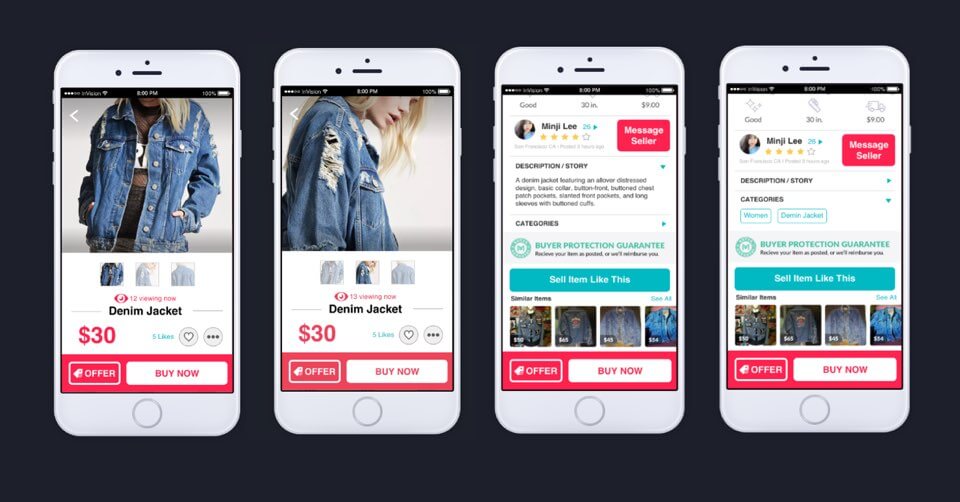 InVision 8:00 PM 100%
12 viewing now
Denim Jacket
$30 5 Likes
OFFER BUY NOW
InVision 8:00 PM 100%
13 viewing now
Denim Jacket
$30 5 Likes
OFFER BUY NOW
InVision 8:00 PM 100%
Good 30 in. $9.00
Minji Lee 26
Message
Seller
San Francisco CA | Posted 8 hours ago
DESCRIPTION / STORY
A denim jacket featuring an allover distressed
design, basic collar, button-front, buttoned chest
patch pockets, slanted front pockets, and long
sleeves with buttoned cuffs.
CATEGORIES
BUYER PROTECTION GUARANTEE
Recieve your item as posted, or we'll reimburse you.
Sell Item Like This
Similar Items See All
$50 $65 $45 $54
OFFER BUY NOW
InVision 8:00 PM 100%
Good 30 in. $9.00
Minji Lee 26
Message
Seller
San Francisco CA | Posted 8 hours ago
DESCRIPTION / STORY
CATEGORIES
Women Demin Jacket
BUYER PROTECTION GUARANTEE
Recieve your item as posted, or we'll reimburse you.
Sell Item Like This
Similar Items See All
$50 $65 $45 $54
OFFER BUY NOW